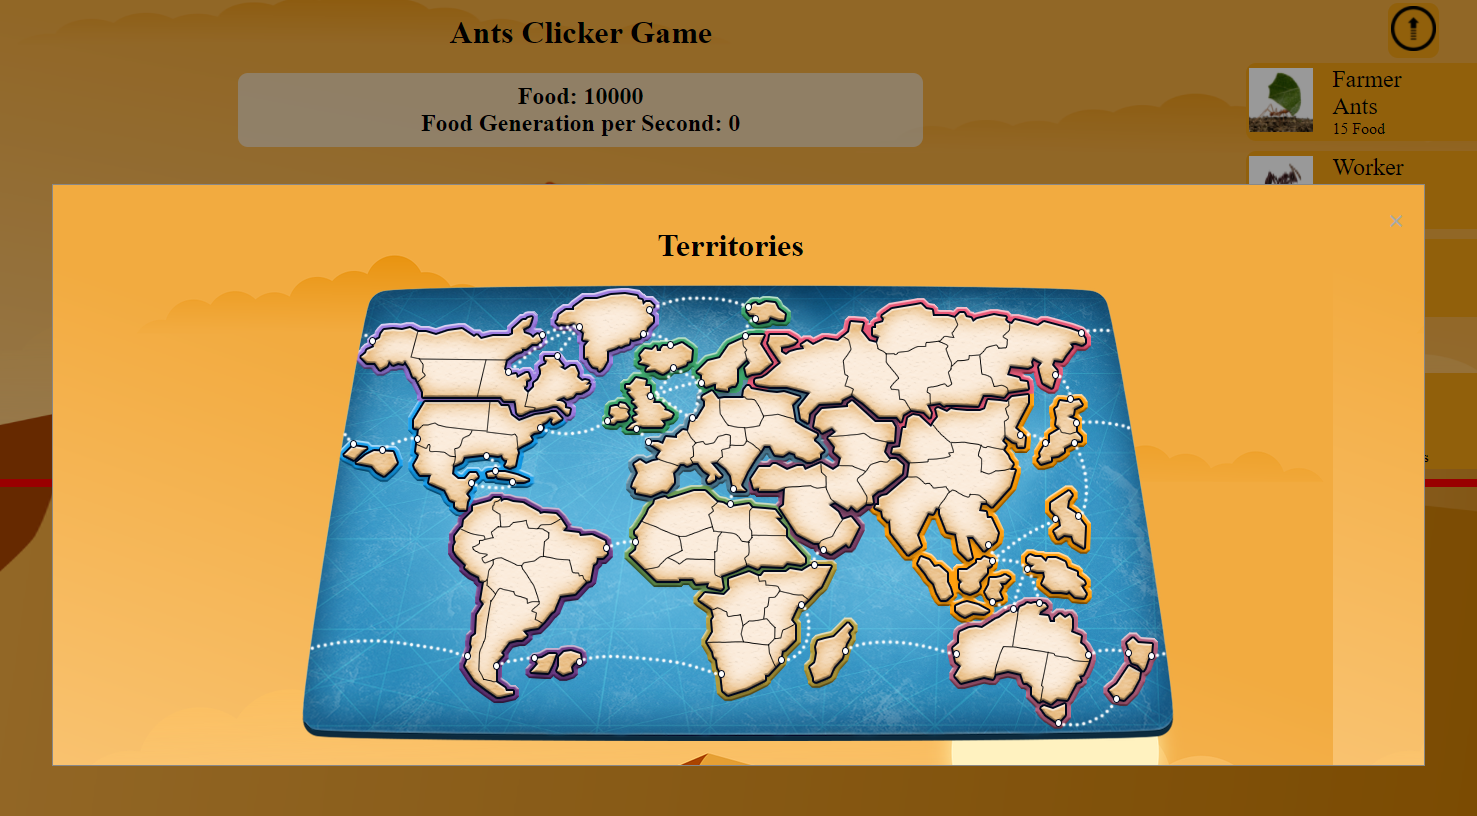 Ants Clicker Game
Food: 10000
Food Generation per Second: 0
Farmer
Ants
15 Food
Worker
×
Territories
s